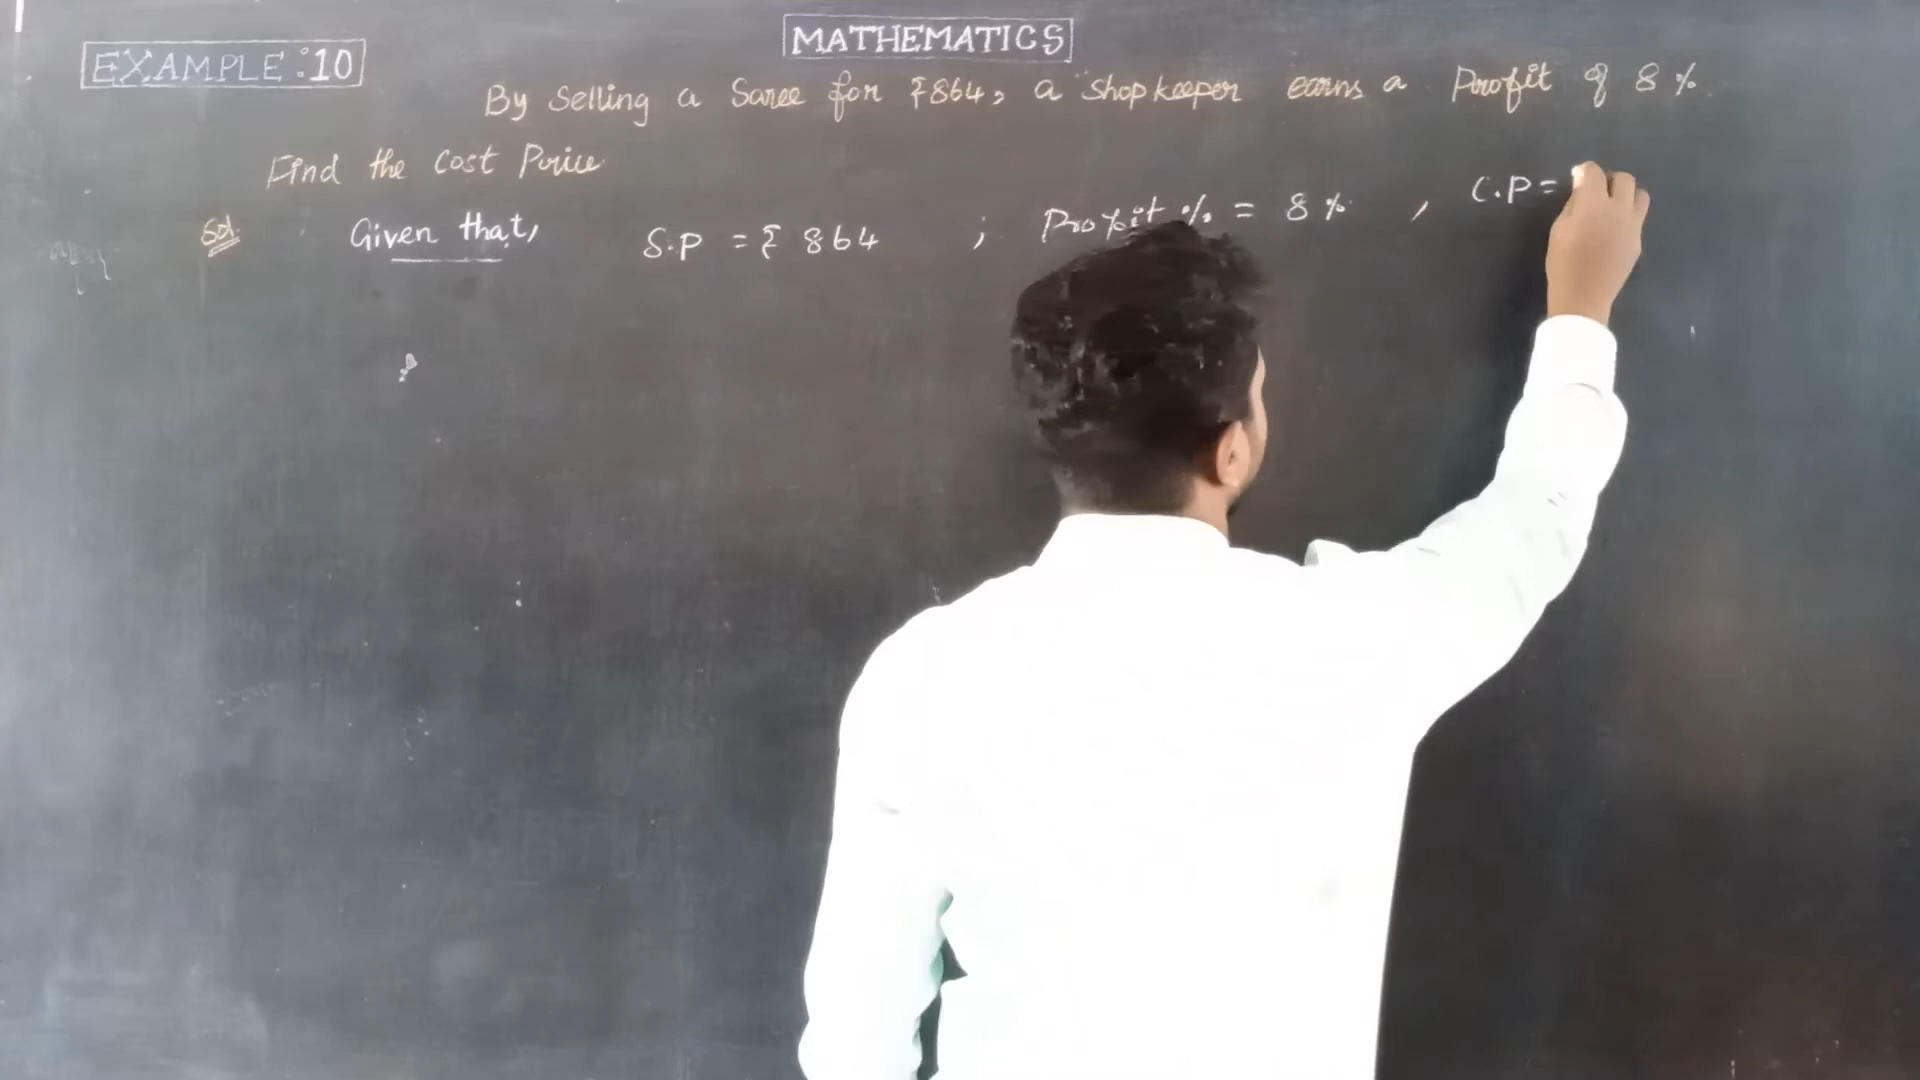 MATHEMATICS
EXAMPLE:10
By Selling a Saree for ₹864, a shopkeeper earns a Profit of 8%.
Find the Cost Price
Sol. Given that, S.P = ₹ 864 ; Profit % = 8% , C.P =